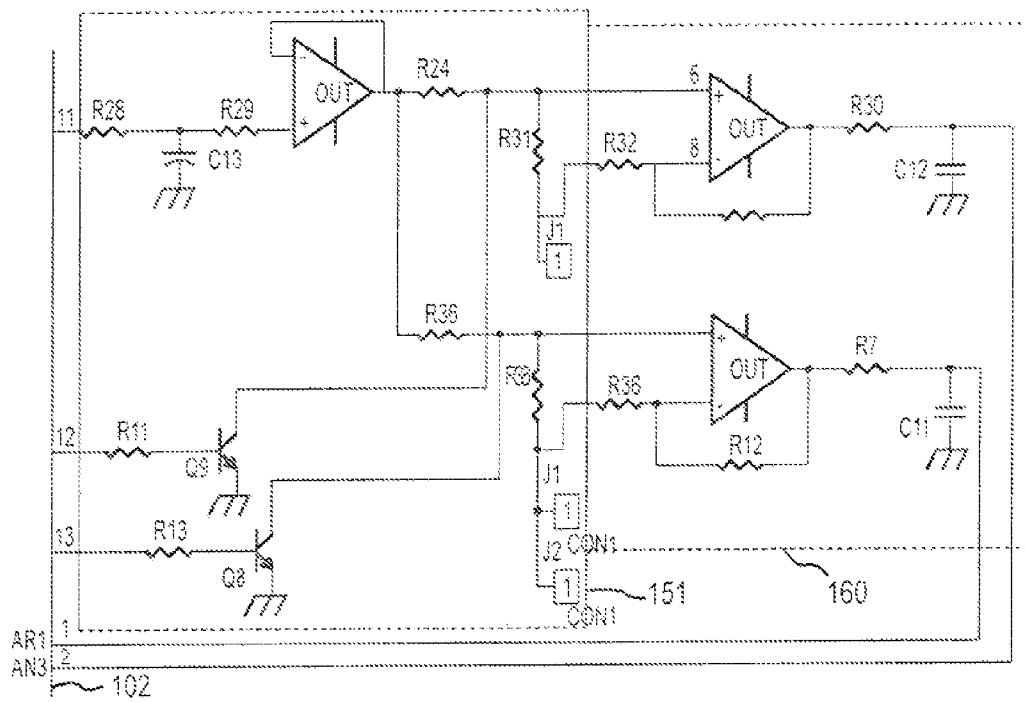 OUT
R24
6
R30
11
R28
R29
C13
R31
R32
8
OUT
C12
J1
1
R36
R7
R36
OUT
R12
C11
12
R11
Q9
J1
1
CON1
13
R13
Q8
J2
1
CON1
151
160
AR1
1
AN3
2
102